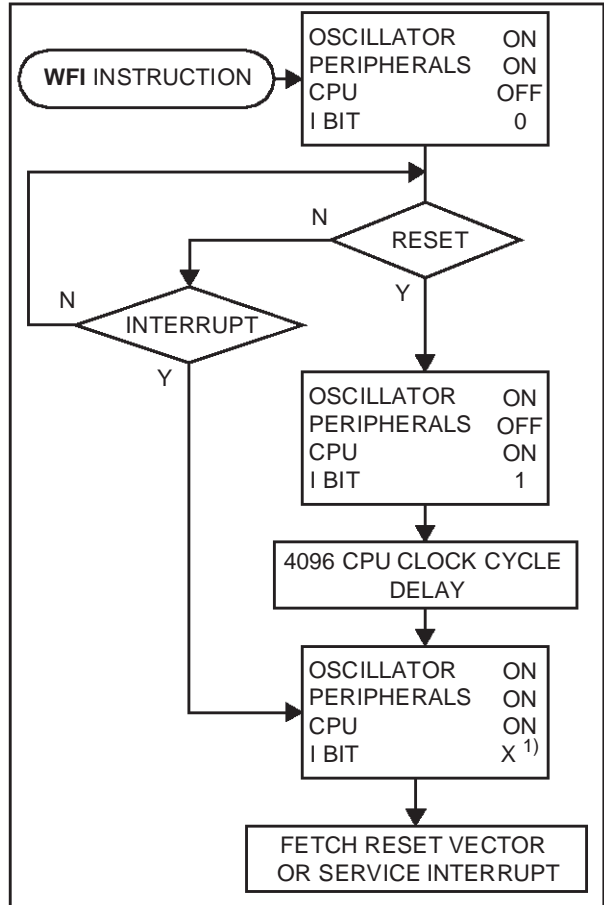 WFI INSTRUCTION
OSCILLATOR ON
PERIPHERALS ON
CPU OFF
I BIT 0
N
RESET
Y
N
INTERRUPT
Y
OSCILLATOR ON
PERIPHERALS OFF
CPU ON
I BIT 1
4096 CPU CLOCK CYCLE
DELAY
OSCILLATOR ON
PERIPHERALS ON
CPU ON
I BIT X 1)
FETCH RESET VECTOR
OR SERVICE INTERRUPT